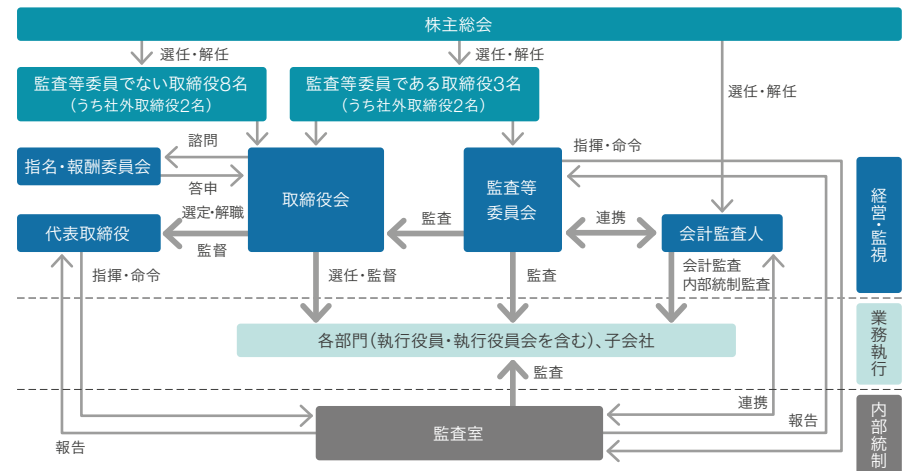 株主総会
選任・解任
選任・解任
選任・解任
監査等委員でない取締役8名
(うち社外取締役2名)
監査等委員である取締役3名
(うち社外取締役2名)
諮問
指揮・命令
指名・報酬委員会
答申
取締役会
監査等
委員会
選定・解職
監査
連携
代表取締役
会計監査人
監督
経営・監視
指揮・命令
選任・監督
監査
会計監査
内部統制監査
各部門(執行役員・執行役員会を含む)、子会社
業務執行
監査
連携
報告
監査室
報告
内部統制